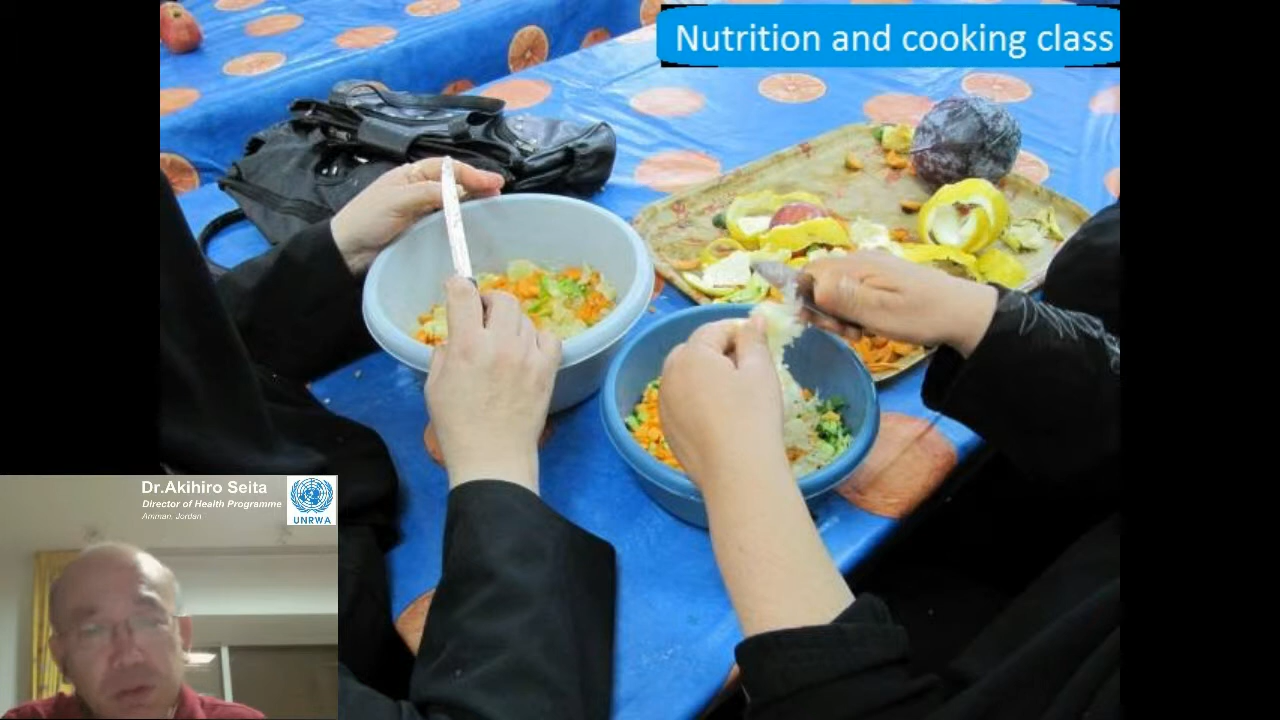 Nutrition and cooking class
Dr.Akihiro Seita
Director of Health Programme
Amman, Jordan
UNRWA